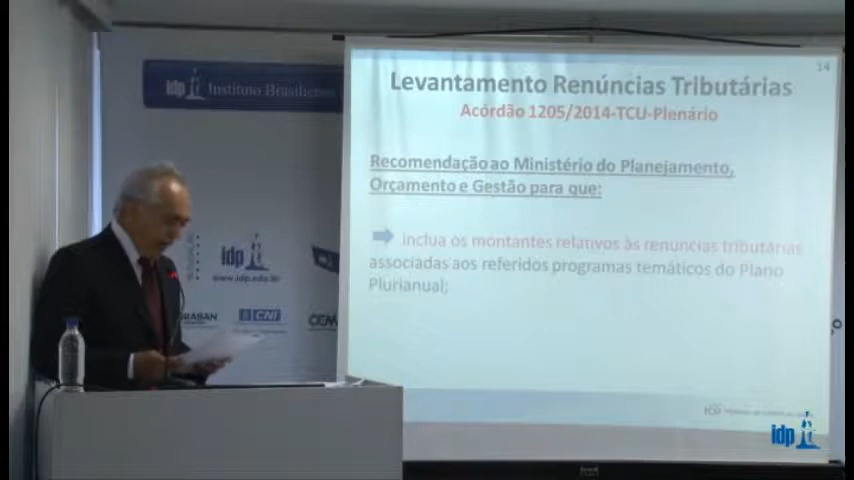 14
Levantamento Renúncias Tributárias
Acórdão 1205/2014-TCU-Plenário
idp Instituto Brasiliense
Recomendação ao Ministério do Planejamento,
Orçamento e Gestão para que:
inclua os montantes relativos às renúncias tributárias
associadas aos referidos programas temáticos do Plano
Plurianual;
idp
www.idp.edu.br
CNI
TCU
idp